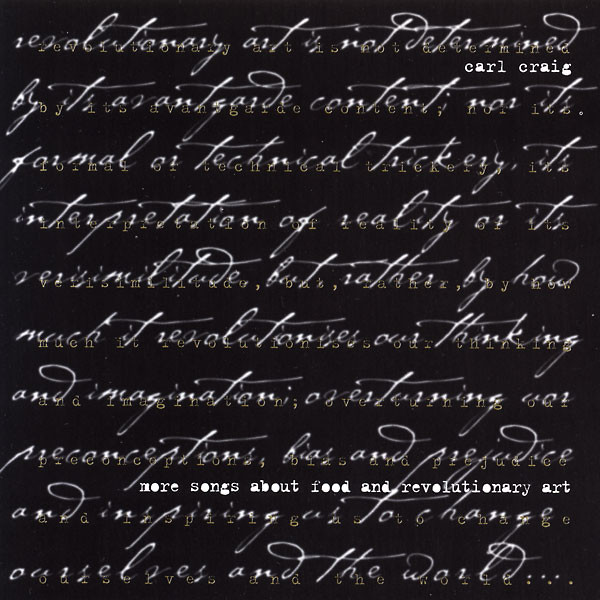 revolutionary art is not determined
carl craig
by its avantgarde content; nor its
formal or technical trickery, its
interpretation of reality or its
verisimilitude, but, rather, by how
much it revolutionises our thinking
and imagination; overturning our
preconceptions, bias and prejudice
more songs about food and revolutionary art
and inspiring us to change
ourselves and the world....